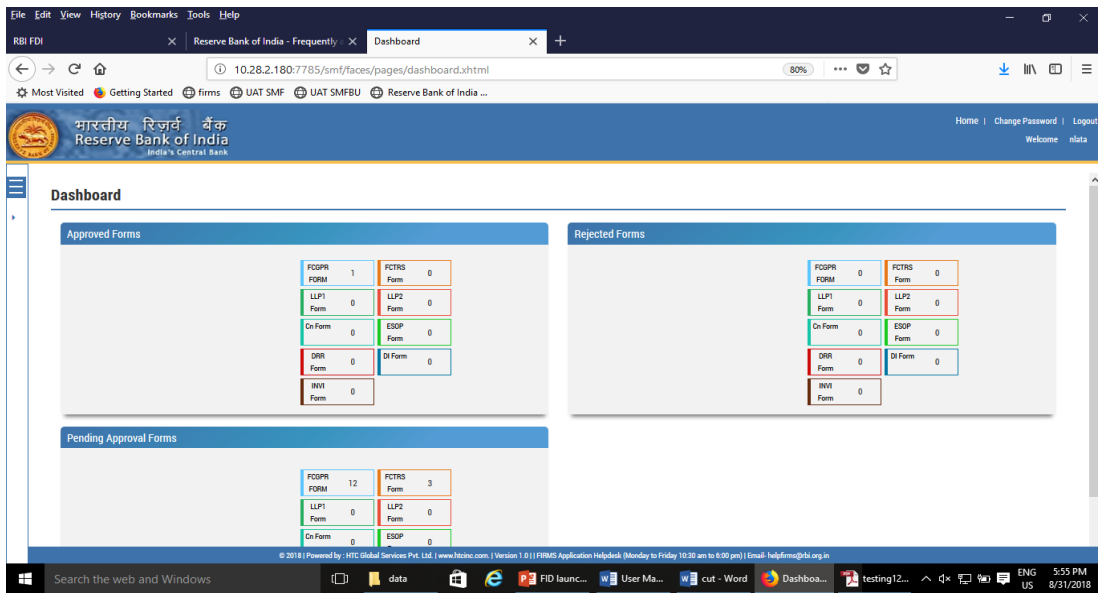 File Edit View History Bookmarks Tools Help
RBI FDI
Reserve Bank of India - Frequently
Dashboard
10.28.2.180:7785/smf/faces/pages/dashboard.xhtml
80%
Most Visited Getting Started firms UAT SMF UAT SMFBU Reserve Bank of India ...
भारतीय रिज़र्व बैंक
Reserve Bank of India
India's Central Bank
Home | Change Password | Logout
Welcome nlata
Dashboard
Approved Forms
FCGPR FORM 1
FCTRS Form 0
LLP1 Form 0
LLP2 Form 0
Cn Form 0
ESOP Form 0
DRR Form 0
DI Form 0
INVI Form 0
Rejected Forms
FCGPR FORM 0
FCTRS Form 0
LLP1 Form 0
LLP2 Form 0
Cn Form 0
ESOP Form 0
DRR Form 0
DI Form 0
INVI Form 0
Pending Approval Forms
FCGPR FORM 12
FCTRS Form 3
LLP1 Form 0
LLP2 Form 0
Cn Form 0
ESOP 0
© 2018 | Powered by : HTC Global Services Pvt. Ltd. | www.htcinc.com. | Version 1.0 | | FIRMS Application Helpdesk (Monday to Friday 10:30 am to 6:00 pm) | Email- helpfirms@rbi.org.in
Search the web and Windows
data
FID launc...
User Ma...
cut - Word
Dashboa...
testing12...
ENG
US
5:55 PM
8/31/2018